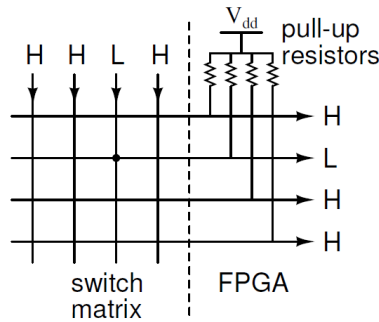 V_dd
pull-up
resistors
H H L H
H
L
H
H
switch
matrix
FPGA